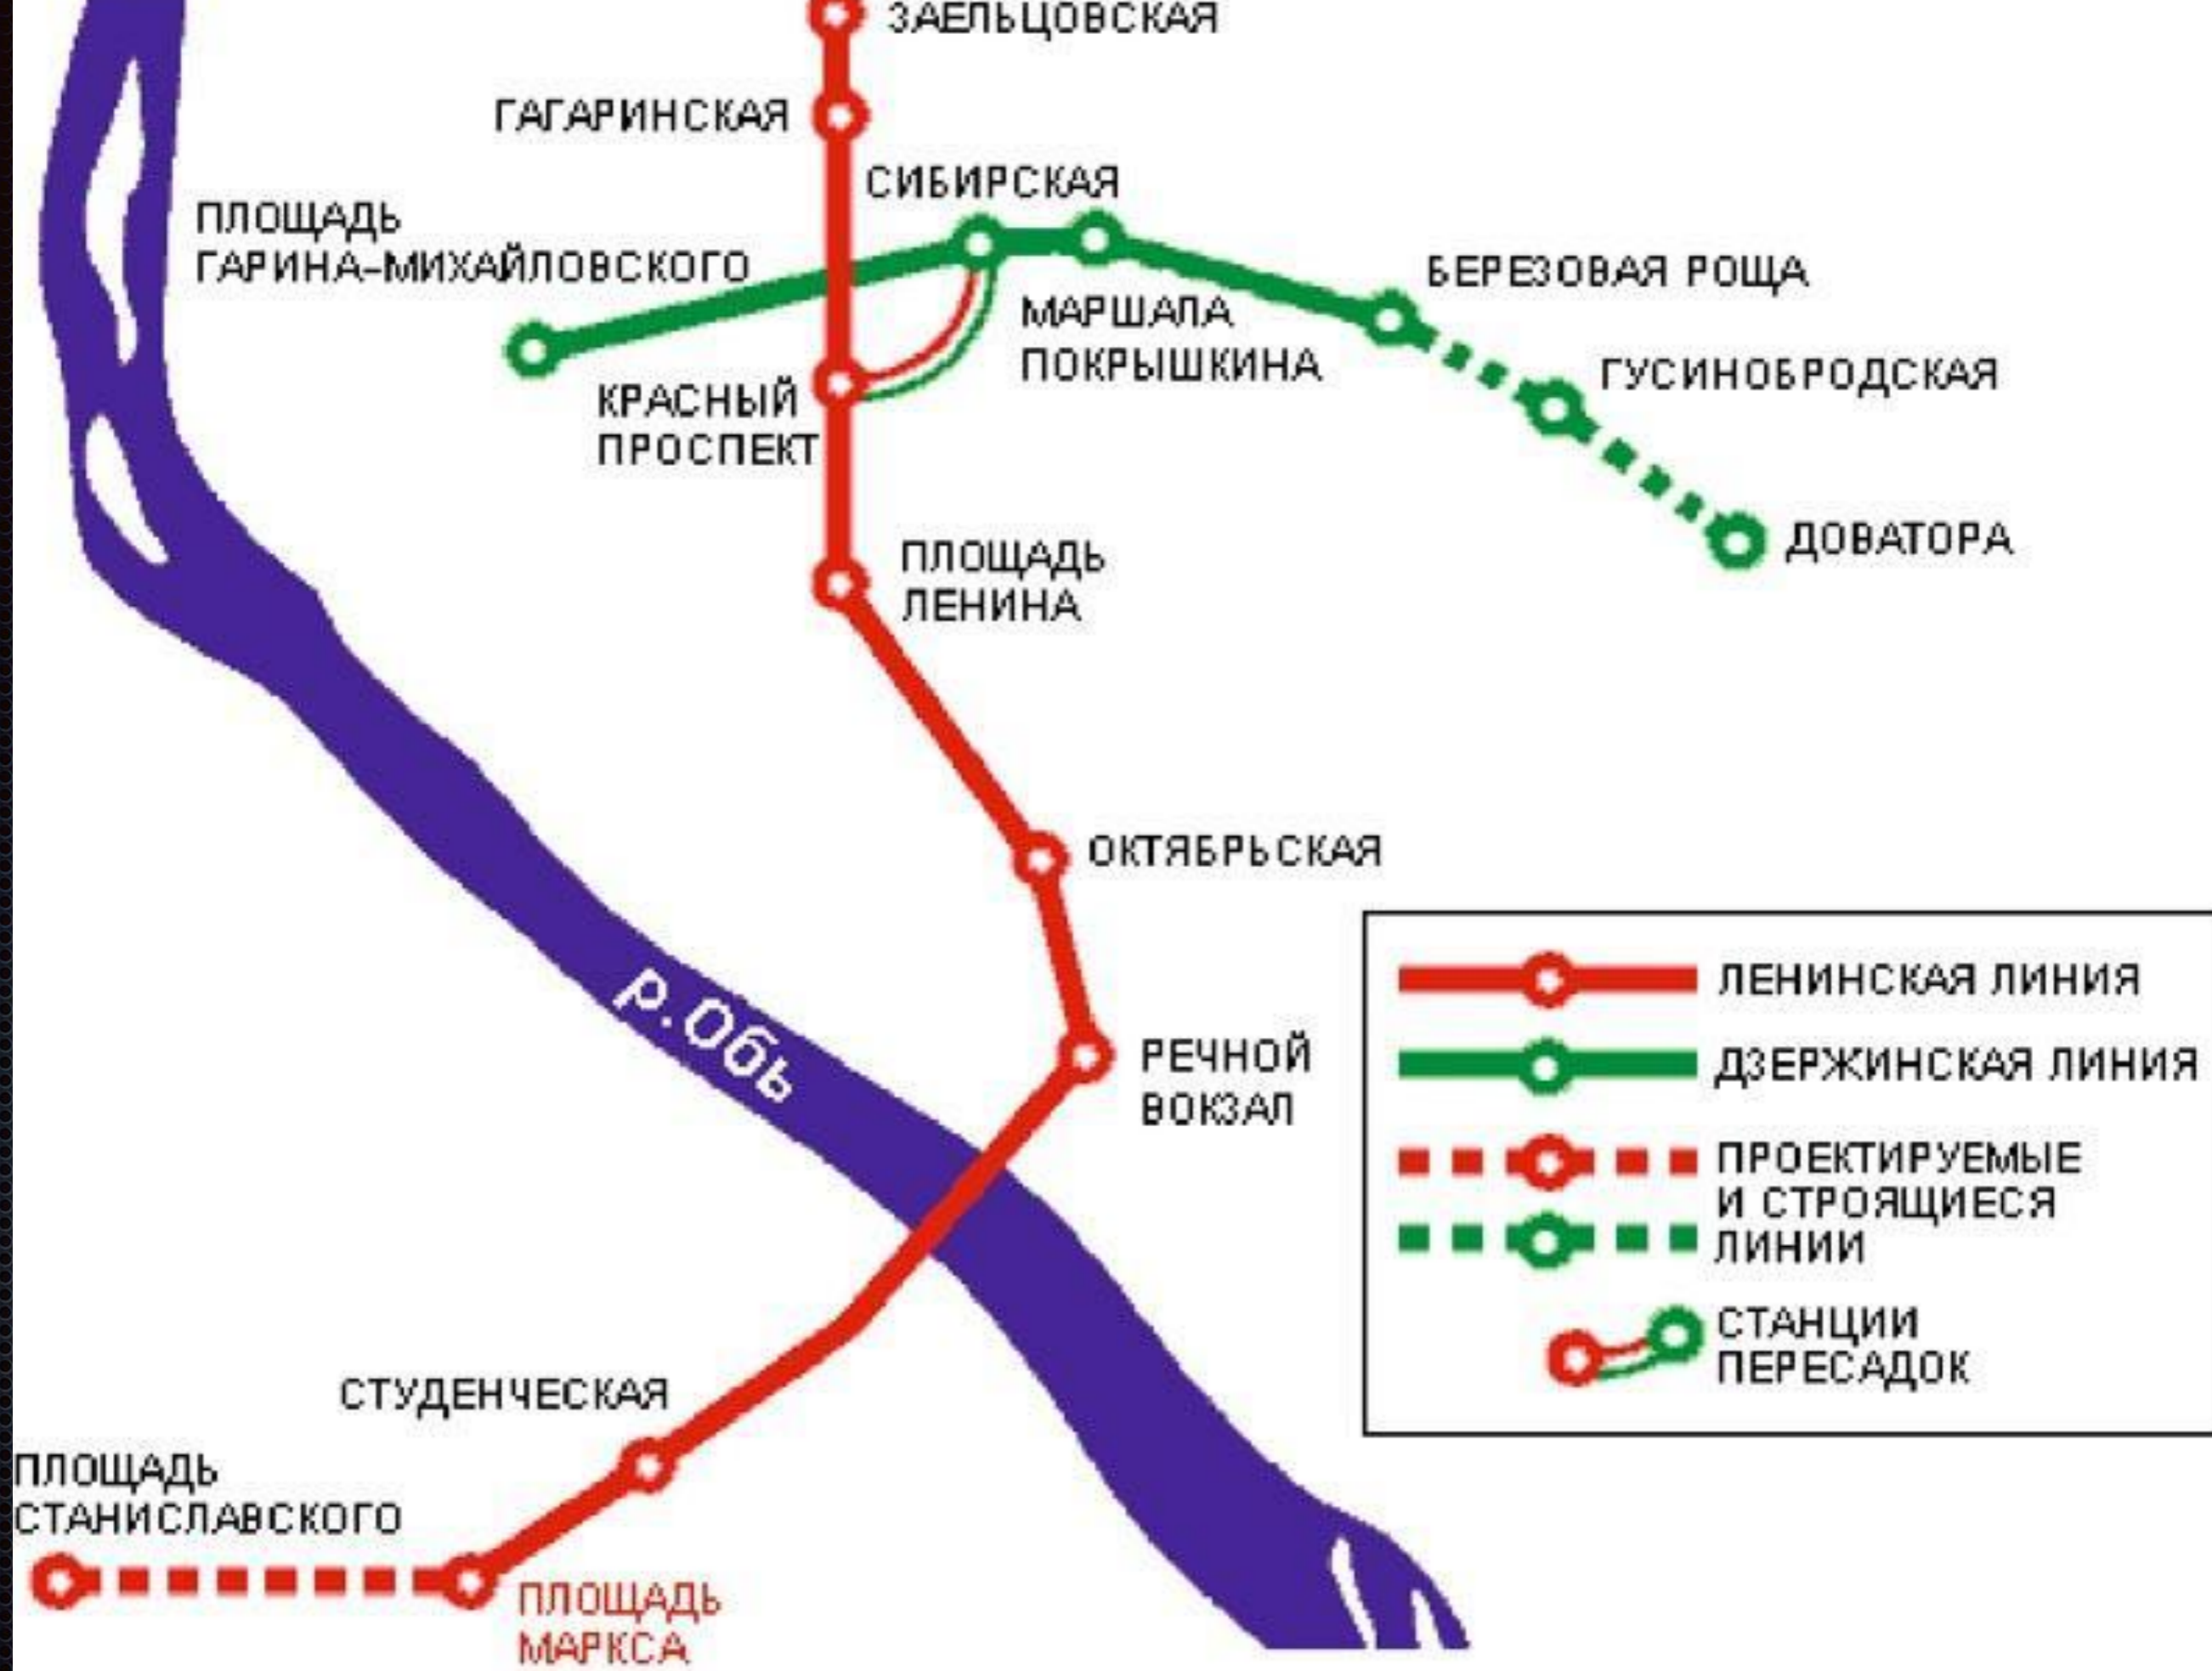 ЗАЕЛЬЦОВСКАЯ
ГАГАРИНСКАЯ
СИБИРСКАЯ
ПЛОЩАДЬ
ГАРИНА-МИХАЙЛОВСКОГО
БЕРЕЗОВАЯ РОЩА
МАРШАЛА
ПОКРЫШКИНА
ГУСИНОБРОДСКАЯ
КРАСНЫЙ
ПРОСПЕКТ
ДОВАТОРА
ПЛОЩАДЬ
ЛЕНИНА
ОКТЯБРЬСКАЯ
р.Обь
РЕЧНОЙ
ВОКЗАЛ
СТУДЕНЧЕСКАЯ
ПЛОЩАДЬ
СТАНИСЛАВСКОГО
ПЛОЩАДЬ
МАРКСА
ЛЕНИНСКАЯ ЛИНИЯ
ДЗЕРЖИНСКАЯ ЛИНИЯ
ПРОЕКТИРУЕМЫЕ
И СТРОЯЩИЕСЯ
ЛИНИИ
СТАНЦИИ
ПЕРЕСАДОК